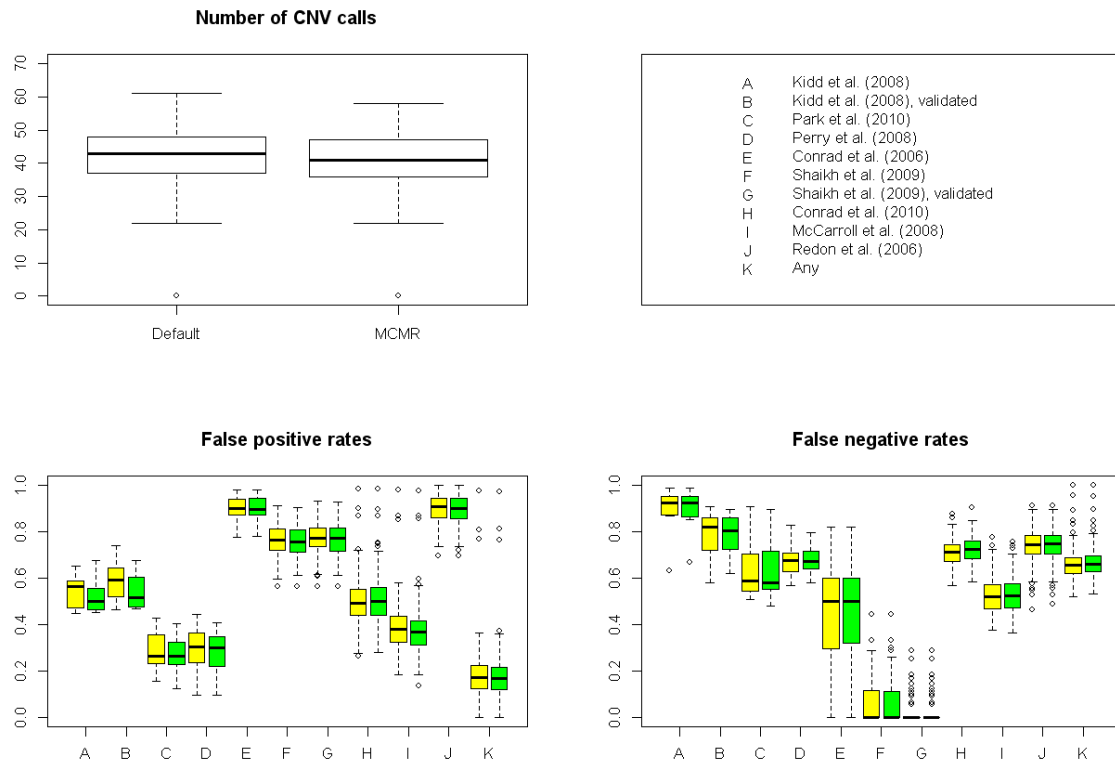 Number of CNV calls
70
60
50
40
30
20
10
0
Default MCMR
A Kidd et al. (2008)
B Kidd et al. (2008), validated
C Park et al. (2010)
D Perry et al. (2008)
E Conrad et al. (2006)
F Shaikh et al. (2009)
G Shaikh et al. (2009), validated
H Conrad et al. (2010)
I McCarroll et al. (2008)
J Redon et al. (2006)
K Any
False positive rates
1.0
0.8
0.6
0.4
0.2
0.0
A B C D E F G H I J K
False negative rates
1.0
0.8
0.6
0.4
0.2
0.0
A B C D E F G H I J K